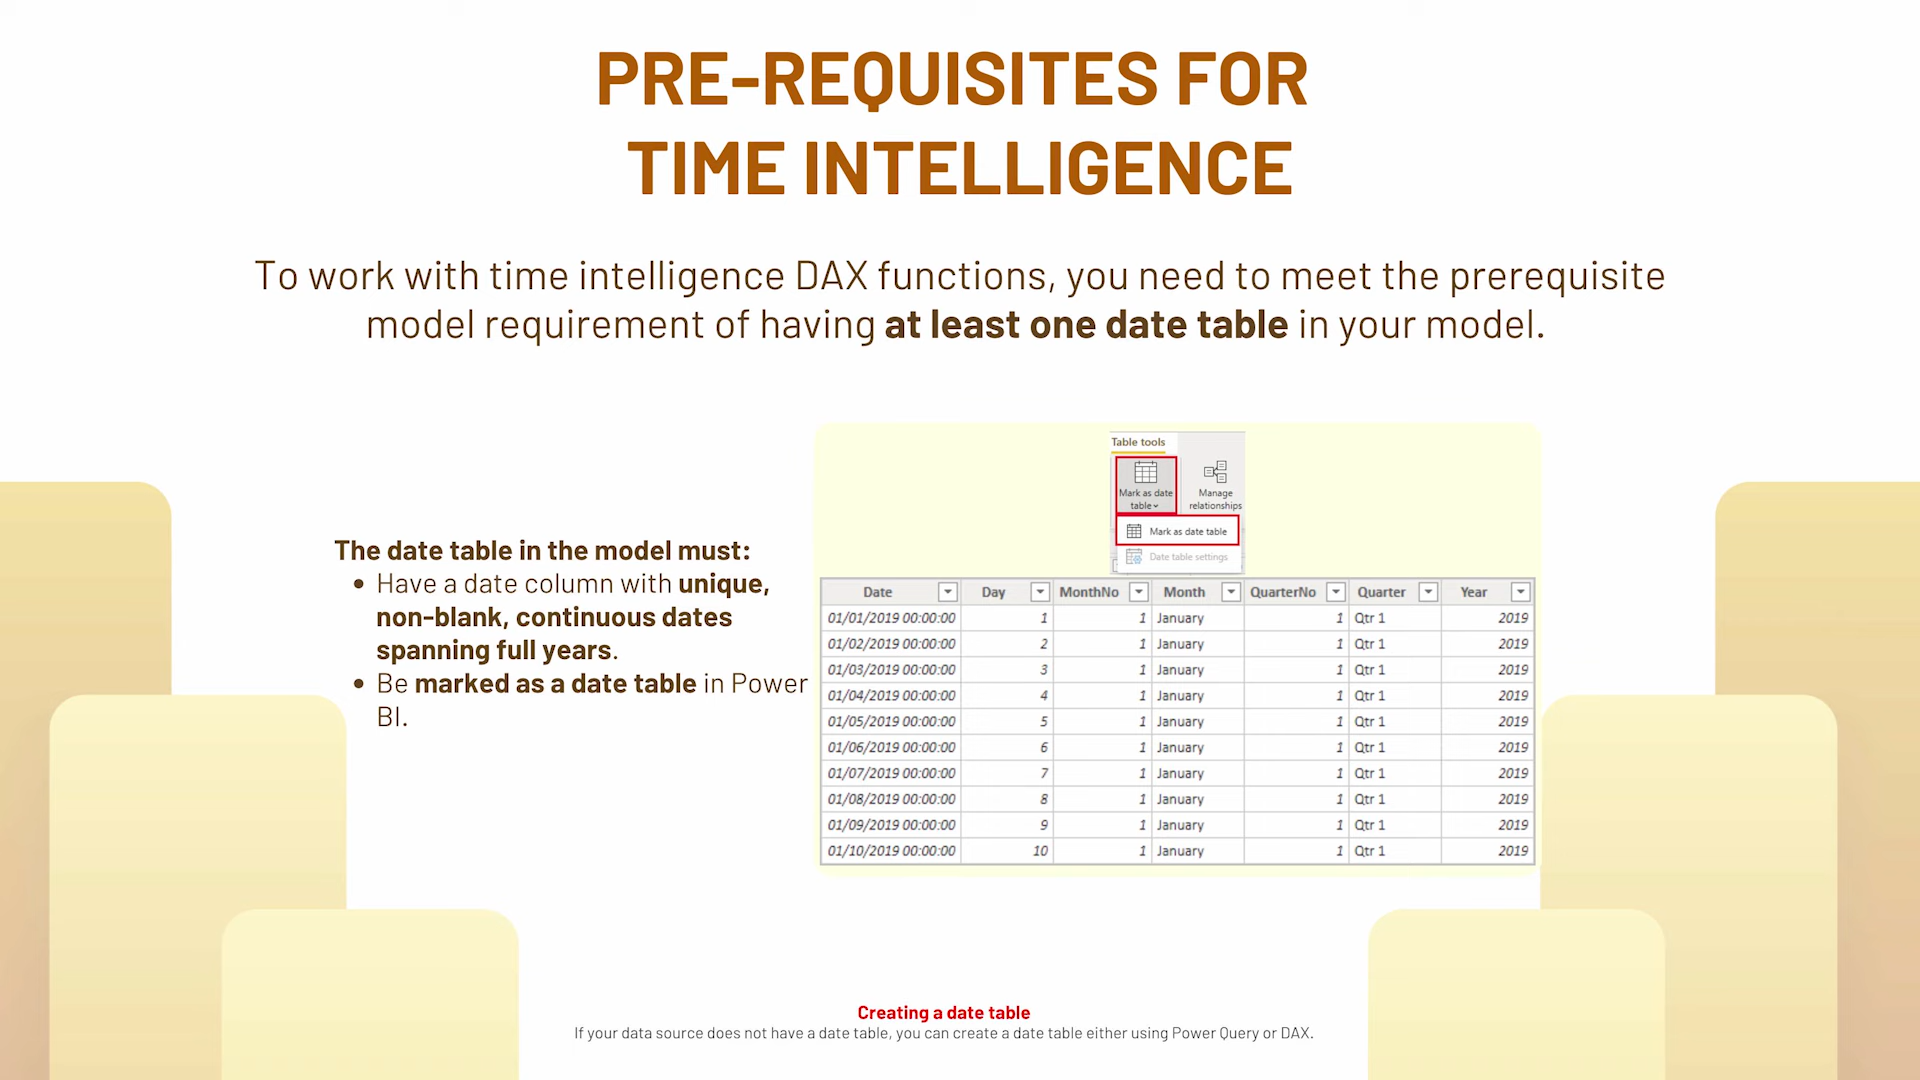 PRE-REQUISITES FOR
TIME INTELLIGENCE
To work with time intelligence DAX functions, you need to meet the prerequisite
model requirement of having at least one date table in your model.
The date table in the model must:
• Have a date column with unique,
non-blank, continuous dates
spanning full years.
• Be marked as a date table in Power
BI.
Table tools
Mark as date
table
Manage
relationships
Mark as date table
Date table settings
Date Day MonthNo Month QuarterNo Quarter Year
01/01/2019 00:00:00 1 1 January 1 Qtr 1 2019
01/02/2019 00:00:00 2 1 January 1 Qtr 1 2019
01/03/2019 00:00:00 3 1 January 1 Qtr 1 2019
01/04/2019 00:00:00 4 1 January 1 Qtr 1 2019
01/05/2019 00:00:00 5 1 January 1 Qtr 1 2019
01/06/2019 00:00:00 6 1 January 1 Qtr 1 2019
01/07/2019 00:00:00 7 1 January 1 Qtr 1 2019
01/08/2019 00:00:00 8 1 January 1 Qtr 1 2019
01/09/2019 00:00:00 9 1 January 1 Qtr 1 2019
01/10/2019 00:00:00 10 1 January 1 Qtr 1 2019
Creating a date table
If your data source does not have a date table, you can create a date table either using Power Query or DAX.